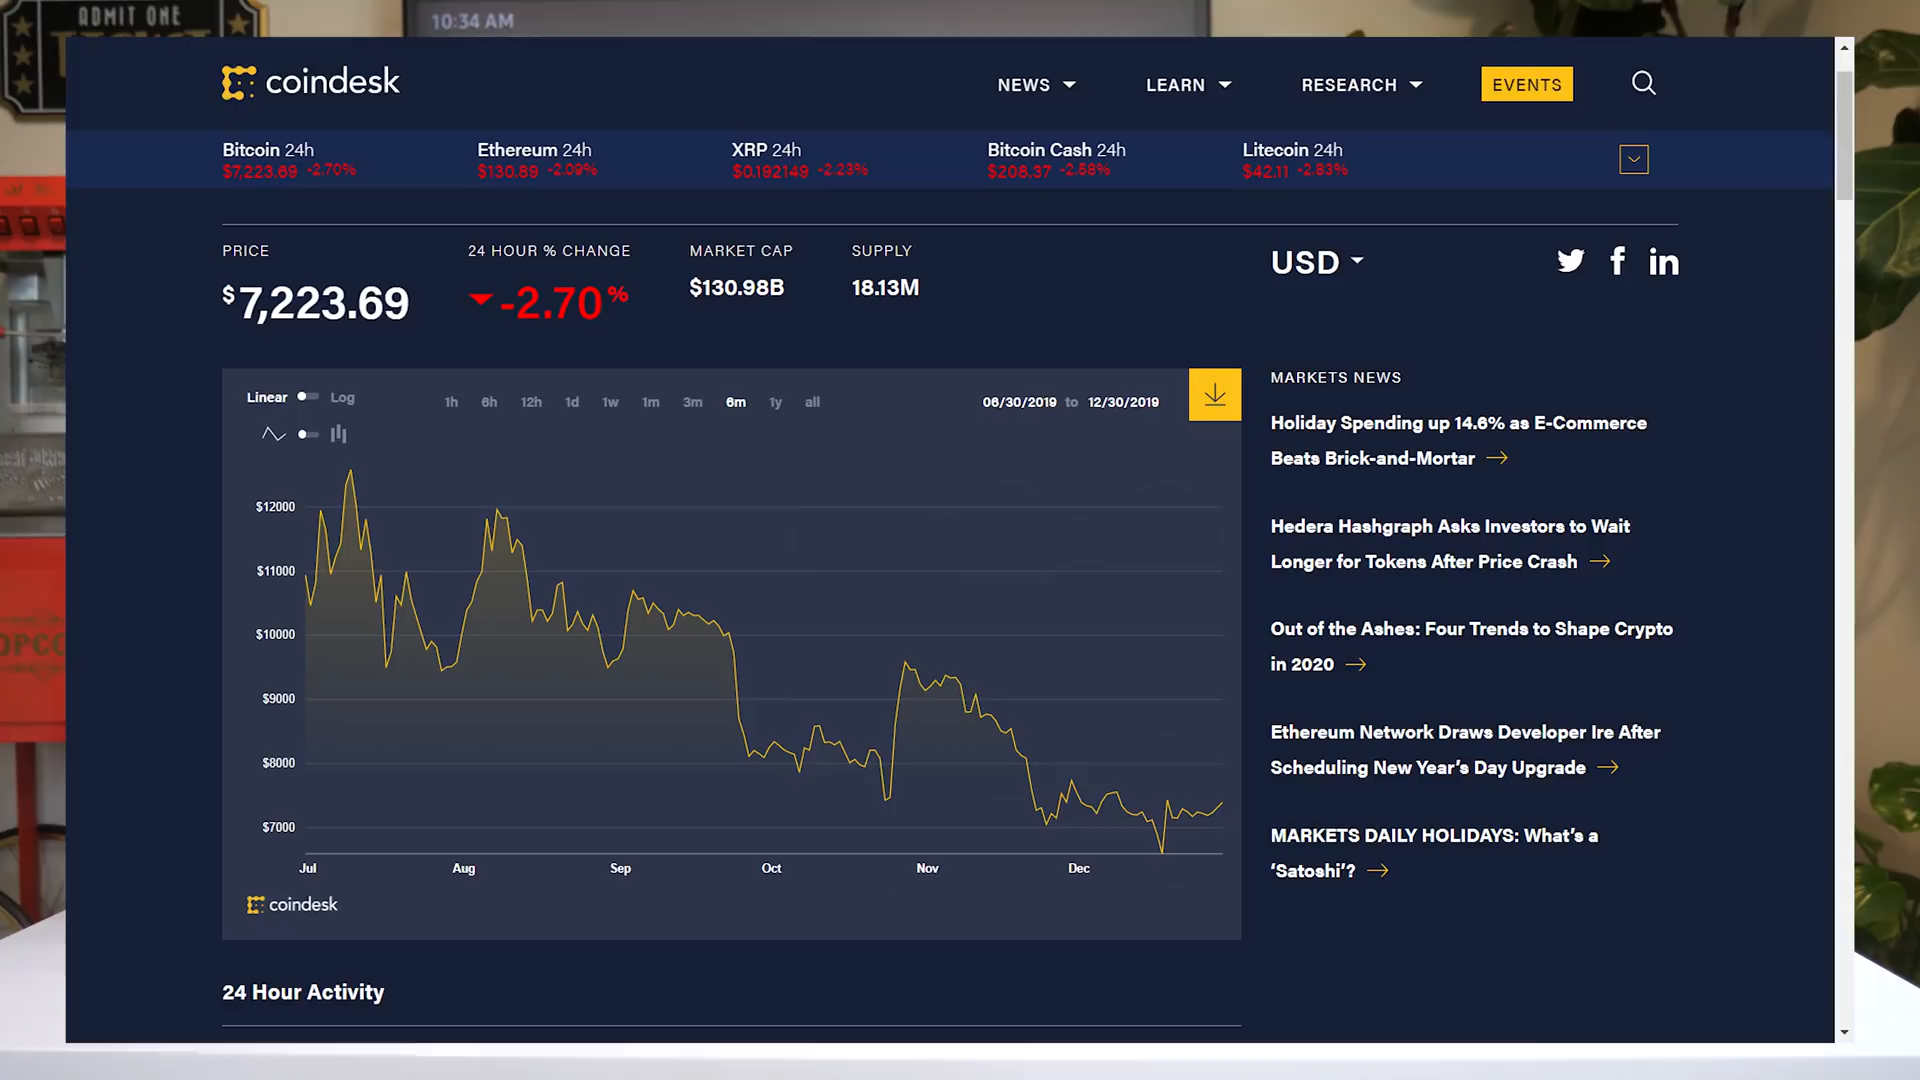 ADMIT ONE
10:34 AM
coindesk
NEWS
LEARN
RESEARCH
EVENTS
Bitcoin 24h
$7,223.69 -2.70%
Ethereum 24h
$130.89 -2.09%
XRP 24h
$0.192149 -2.23%
Bitcoin Cash 24h
$208.37 -2.58%
Litecoin 24h
$42.11 -2.83%
PRICE
$7,223.69
24 HOUR % CHANGE
-2.70%
MARKET CAP
$130.98B
SUPPLY
18.13M
USD
Linear Log
1h 6h 12h 1d 1w 1m 3m 6m 1y all
06/30/2019 to 12/30/2019
$12000
$11000
$10000
$9000
$8000
$7000
Jul Aug Sep Oct Nov Dec
coindesk
MARKETS NEWS
Holiday Spending up 14.6% as E-Commerce
Beats Brick-and-Mortar
Hedera Hashgraph Asks Investors to Wait
Longer for Tokens After Price Crash
Out of the Ashes: Four Trends to Shape Crypto
in 2020
Ethereum Network Draws Developer Ire After
Scheduling New Year's Day Upgrade
MARKETS DAILY HOLIDAYS: What's a
‘Satoshi’?
24 Hour Activity